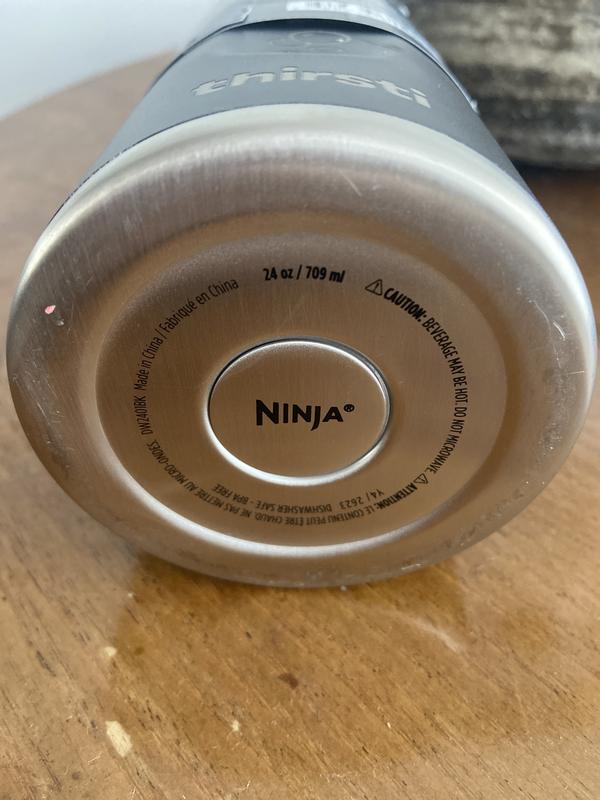 thirsti
24 oz / 709 ml
⚠CAUTION: BEVERAGE MAY BE HOT. DO NOT MICROWAVE.
⚠ATTENTION: LE CONTENU PEUT ÊTRE CHAUD. NE PAS METTRE AU MICRO-ONDES
DW2401BK Made in China / Fabriqué en China
Y4/ 2623 DISHWASHER SAFE - BPA FREE
NINJA®